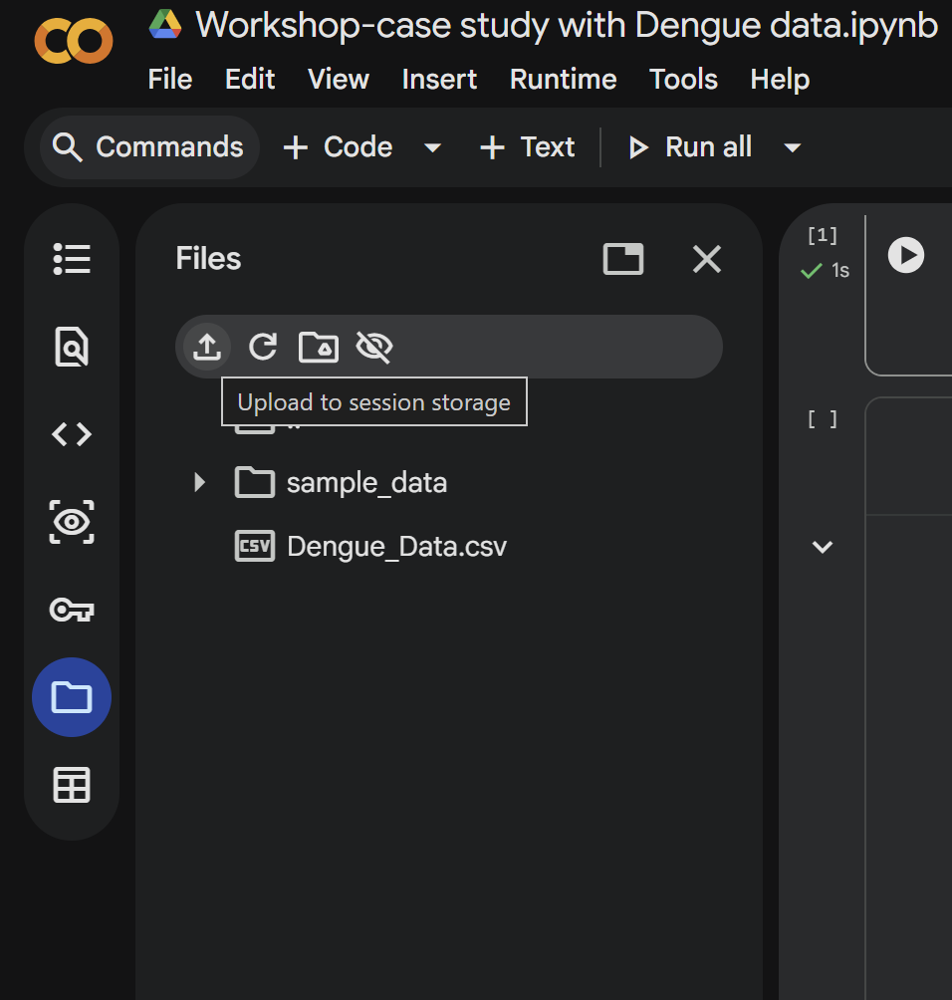 Workshop-case study with Dengue data.ipynb
File Edit View Insert Runtime Tools Help
Commands + Code + Text Run all
Files
[1]
1s
Upload to session storage
..
[ ]
sample_data
CSV Dengue_Data.csv